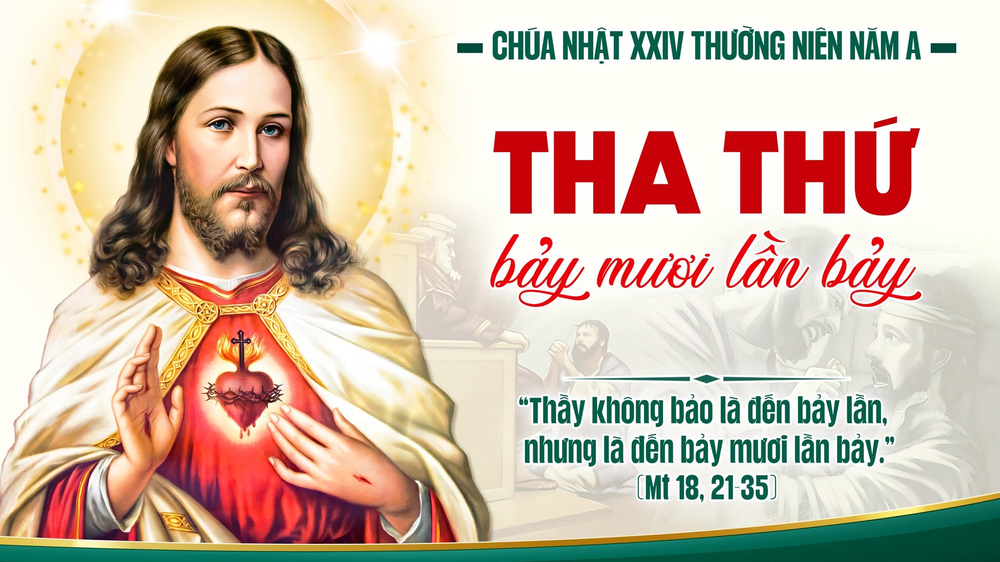 CHÚA NHẬT XXIV THƯỜNG NIÊN NĂM A
THA THỨ
bảy mươi lần bảy
“Thầy không bảo là đến bảy lần,
nhưng là đến bảy mươi lần bảy.”
(Mt 18, 21-35)